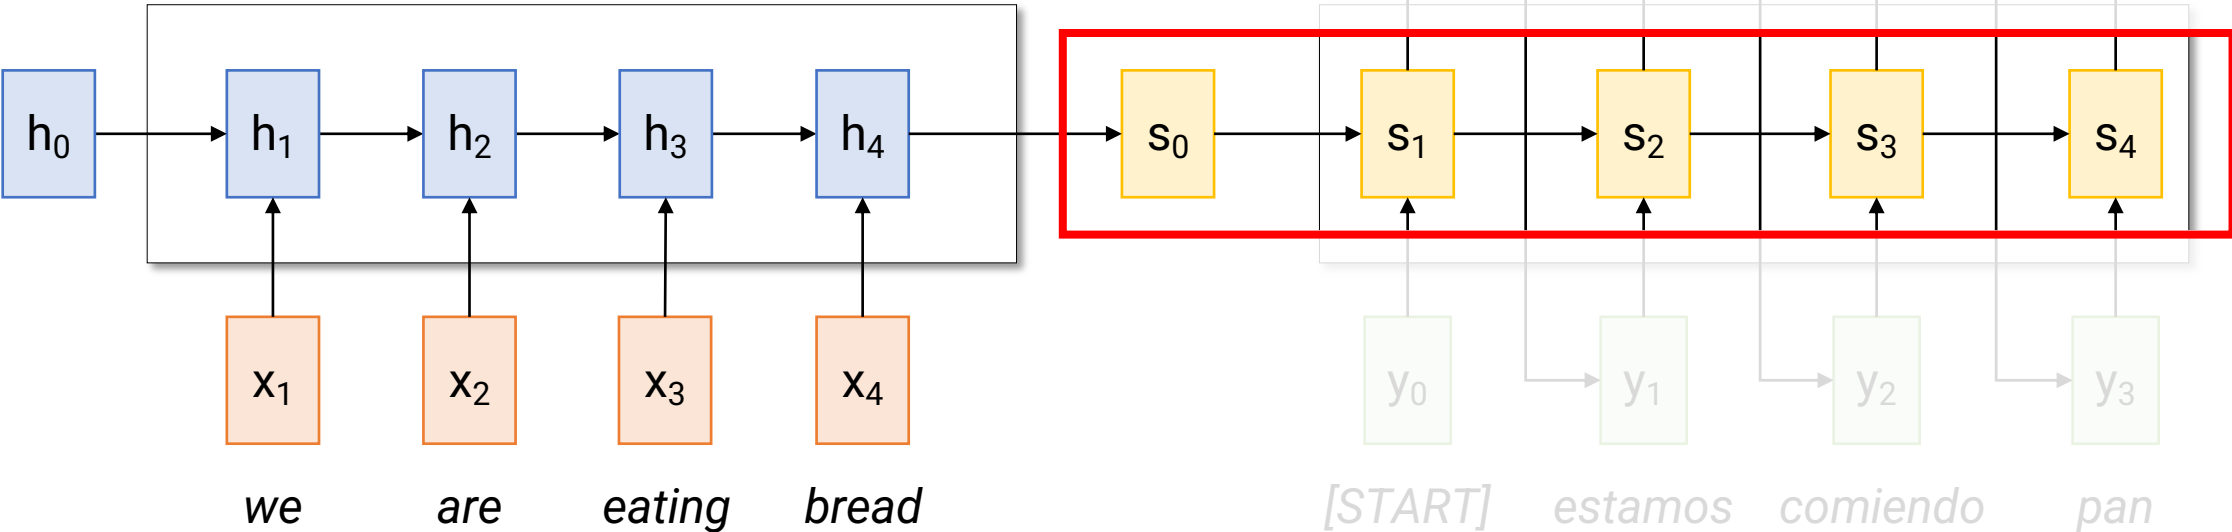 h0 h1 h2 h3 h4 s0 s1 s2 s3 s4
x1 x2 x3 x4 y0 y1 y2 y3
we are eating bread [START] estamos comiendo pan